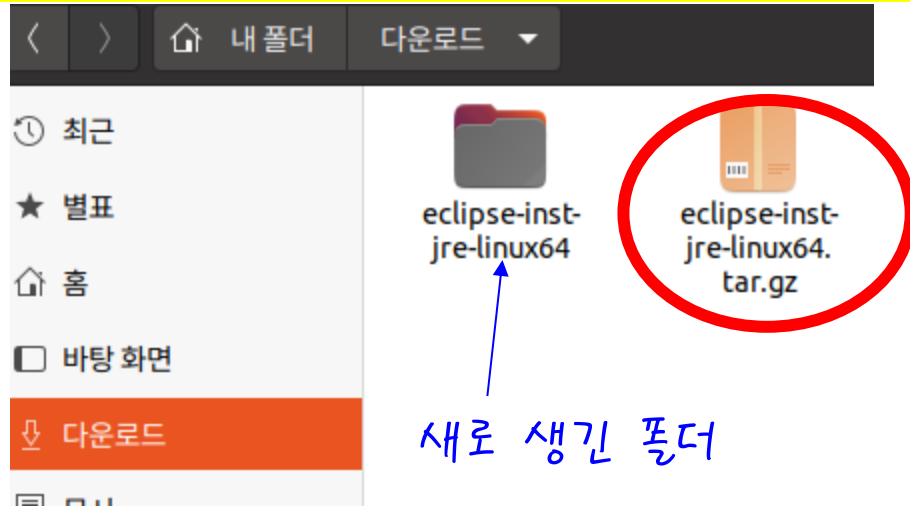 내 폴더 다운로드
최근
별표
홈
바탕 화면
다운로드
eclipse-inst-
jre-linux64
eclipse-inst-
jre-linux64.
tar.gz
새로 생긴 폴더